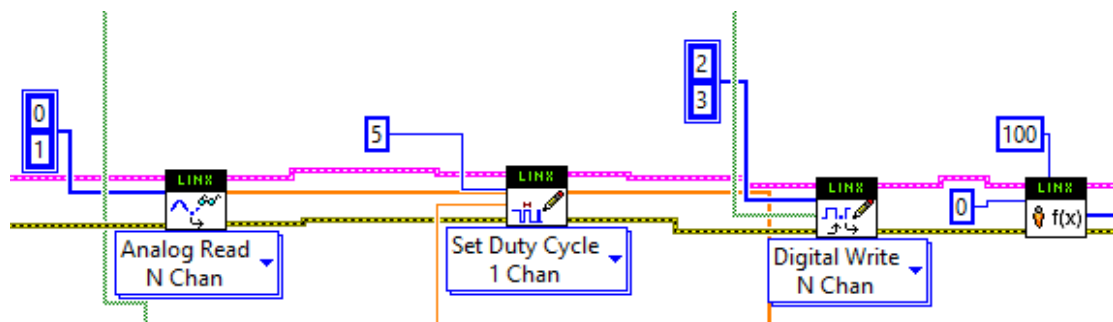 0
1
LINX
Analog Read
N Chan
5
LINX
Set Duty Cycle
1 Chan
2
3
LINX
Digital Write
N Chan
100
0
LINX
f(x)